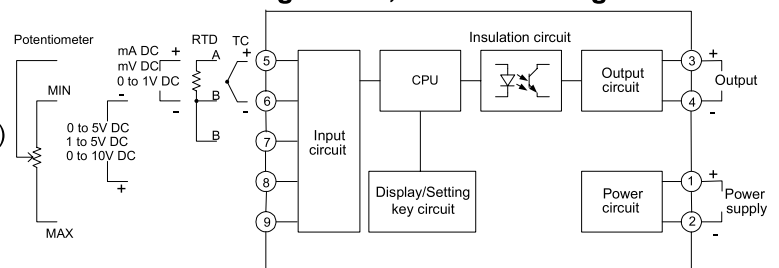 Potentiometer
MIN
MAX
0 to 5V DC
1 to 5V DC
0 to 10V DC
-
+
mA DC
mV DC
0 to 1V DC
+
-
RTD
A
B
B
TC
+
-
5
6
7
8
9
Input
circuit
CPU
Display/Setting
key circuit
Insulation circuit
Output
circuit
3
4
+
-
Output
Power
circuit
1
2
+
-
Power
supply